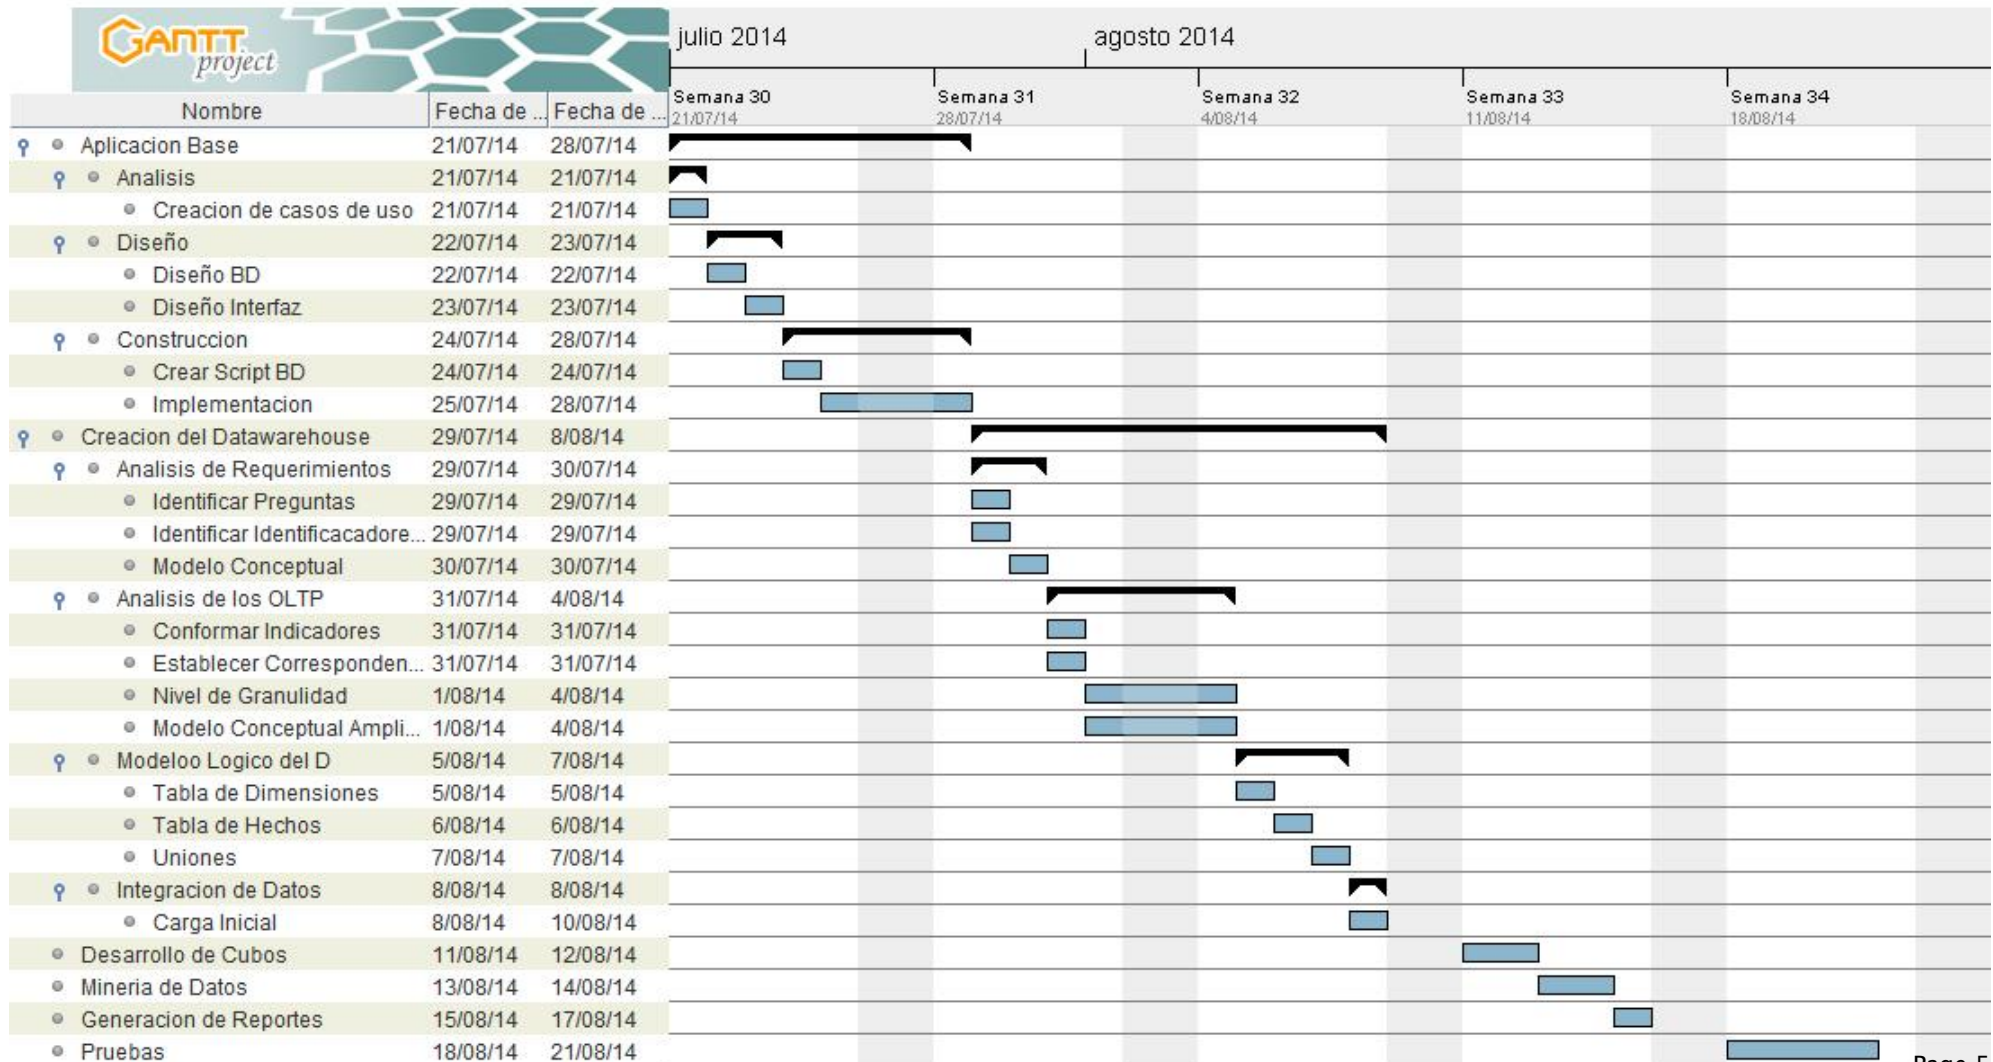 GANTT
project
julio 2014 agosto 2014
Semana 30 Semana 31 Semana 32 Semana 33 Semana 34
21/07/14 28/07/14 4/08/14 11/08/14 18/08/14
Nombre Fecha de ... Fecha de ...
Aplicacion Base 21/07/14 28/07/14
Analisis 21/07/14 21/07/14
Creacion de casos de uso 21/07/14 21/07/14
Diseño 22/07/14 23/07/14
Diseño BD 22/07/14 22/07/14
Diseño Interfaz 23/07/14 23/07/14
Construccion 24/07/14 28/07/14
Crear Script BD 24/07/14 24/07/14
Implementacion 25/07/14 28/07/14
Creacion del Datawarehouse 29/07/14 8/08/14
Analisis de Requerimientos 29/07/14 30/07/14
Identificar Preguntas 29/07/14 29/07/14
Identificar Identificacadore... 29/07/14 29/07/14
Modelo Conceptual 30/07/14 30/07/14
Analisis de los OLTP 31/07/14 4/08/14
Conformar Indicadores 31/07/14 31/07/14
Establecer Corresponden... 31/07/14 31/07/14
Nivel de Granulidad 1/08/14 4/08/14
Modelo Conceptual Ampli... 1/08/14 4/08/14
Modeloo Logico del D 5/08/14 7/08/14
Tabla de Dimensiones 5/08/14 5/08/14
Tabla de Hechos 6/08/14 6/08/14
Uniones 7/08/14 7/08/14
Integracion de Datos 8/08/14 8/08/14
Carga Inicial 8/08/14 10/08/14
Desarrollo de Cubos 11/08/14 12/08/14
Mineria de Datos 13/08/14 14/08/14
Generacion de Reportes 15/08/14 17/08/14
Pruebas 18/08/14 21/08/14